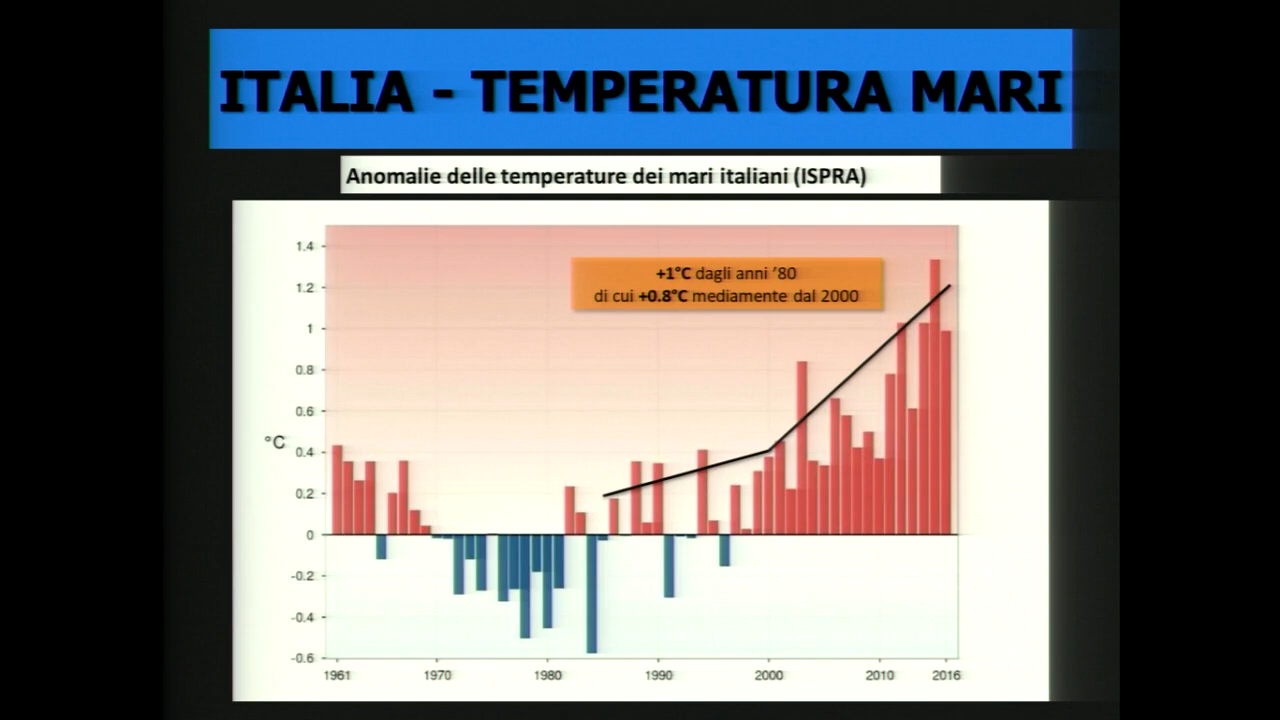 ITALIA - TEMPERATURA MARI
Anomalie delle temperature dei mari italiani (ISPRA)
+1°C dagli anni '80
di cui +0.8°C mediamente dal 2000
°C
1.4
1.2
1
0.8
0.6
0.4
0.2
0
-0.2
-0.4
-0.6
1961 1970 1980 1990 2000 2010 2016